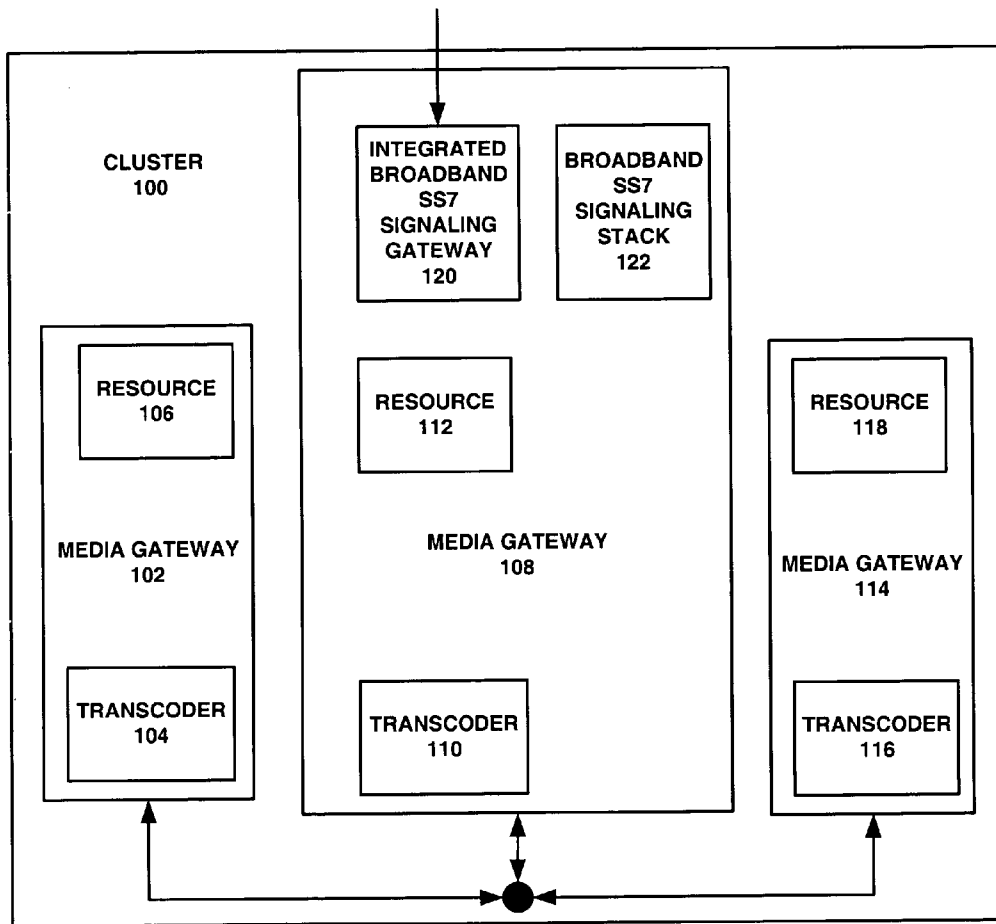 CLUSTER
100
INTEGRATED
BROADBAND
SS7
SIGNALING
GATEWAY
120
BROADBAND
SS7
SIGNALING
STACK
122
RESOURCE
106
MEDIA GATEWAY
102
TRANSCODER
104
RESOURCE
112
MEDIA GATEWAY
108
TRANSCODER
110
RESOURCE
118
MEDIA GATEWAY
114
TRANSCODER
116